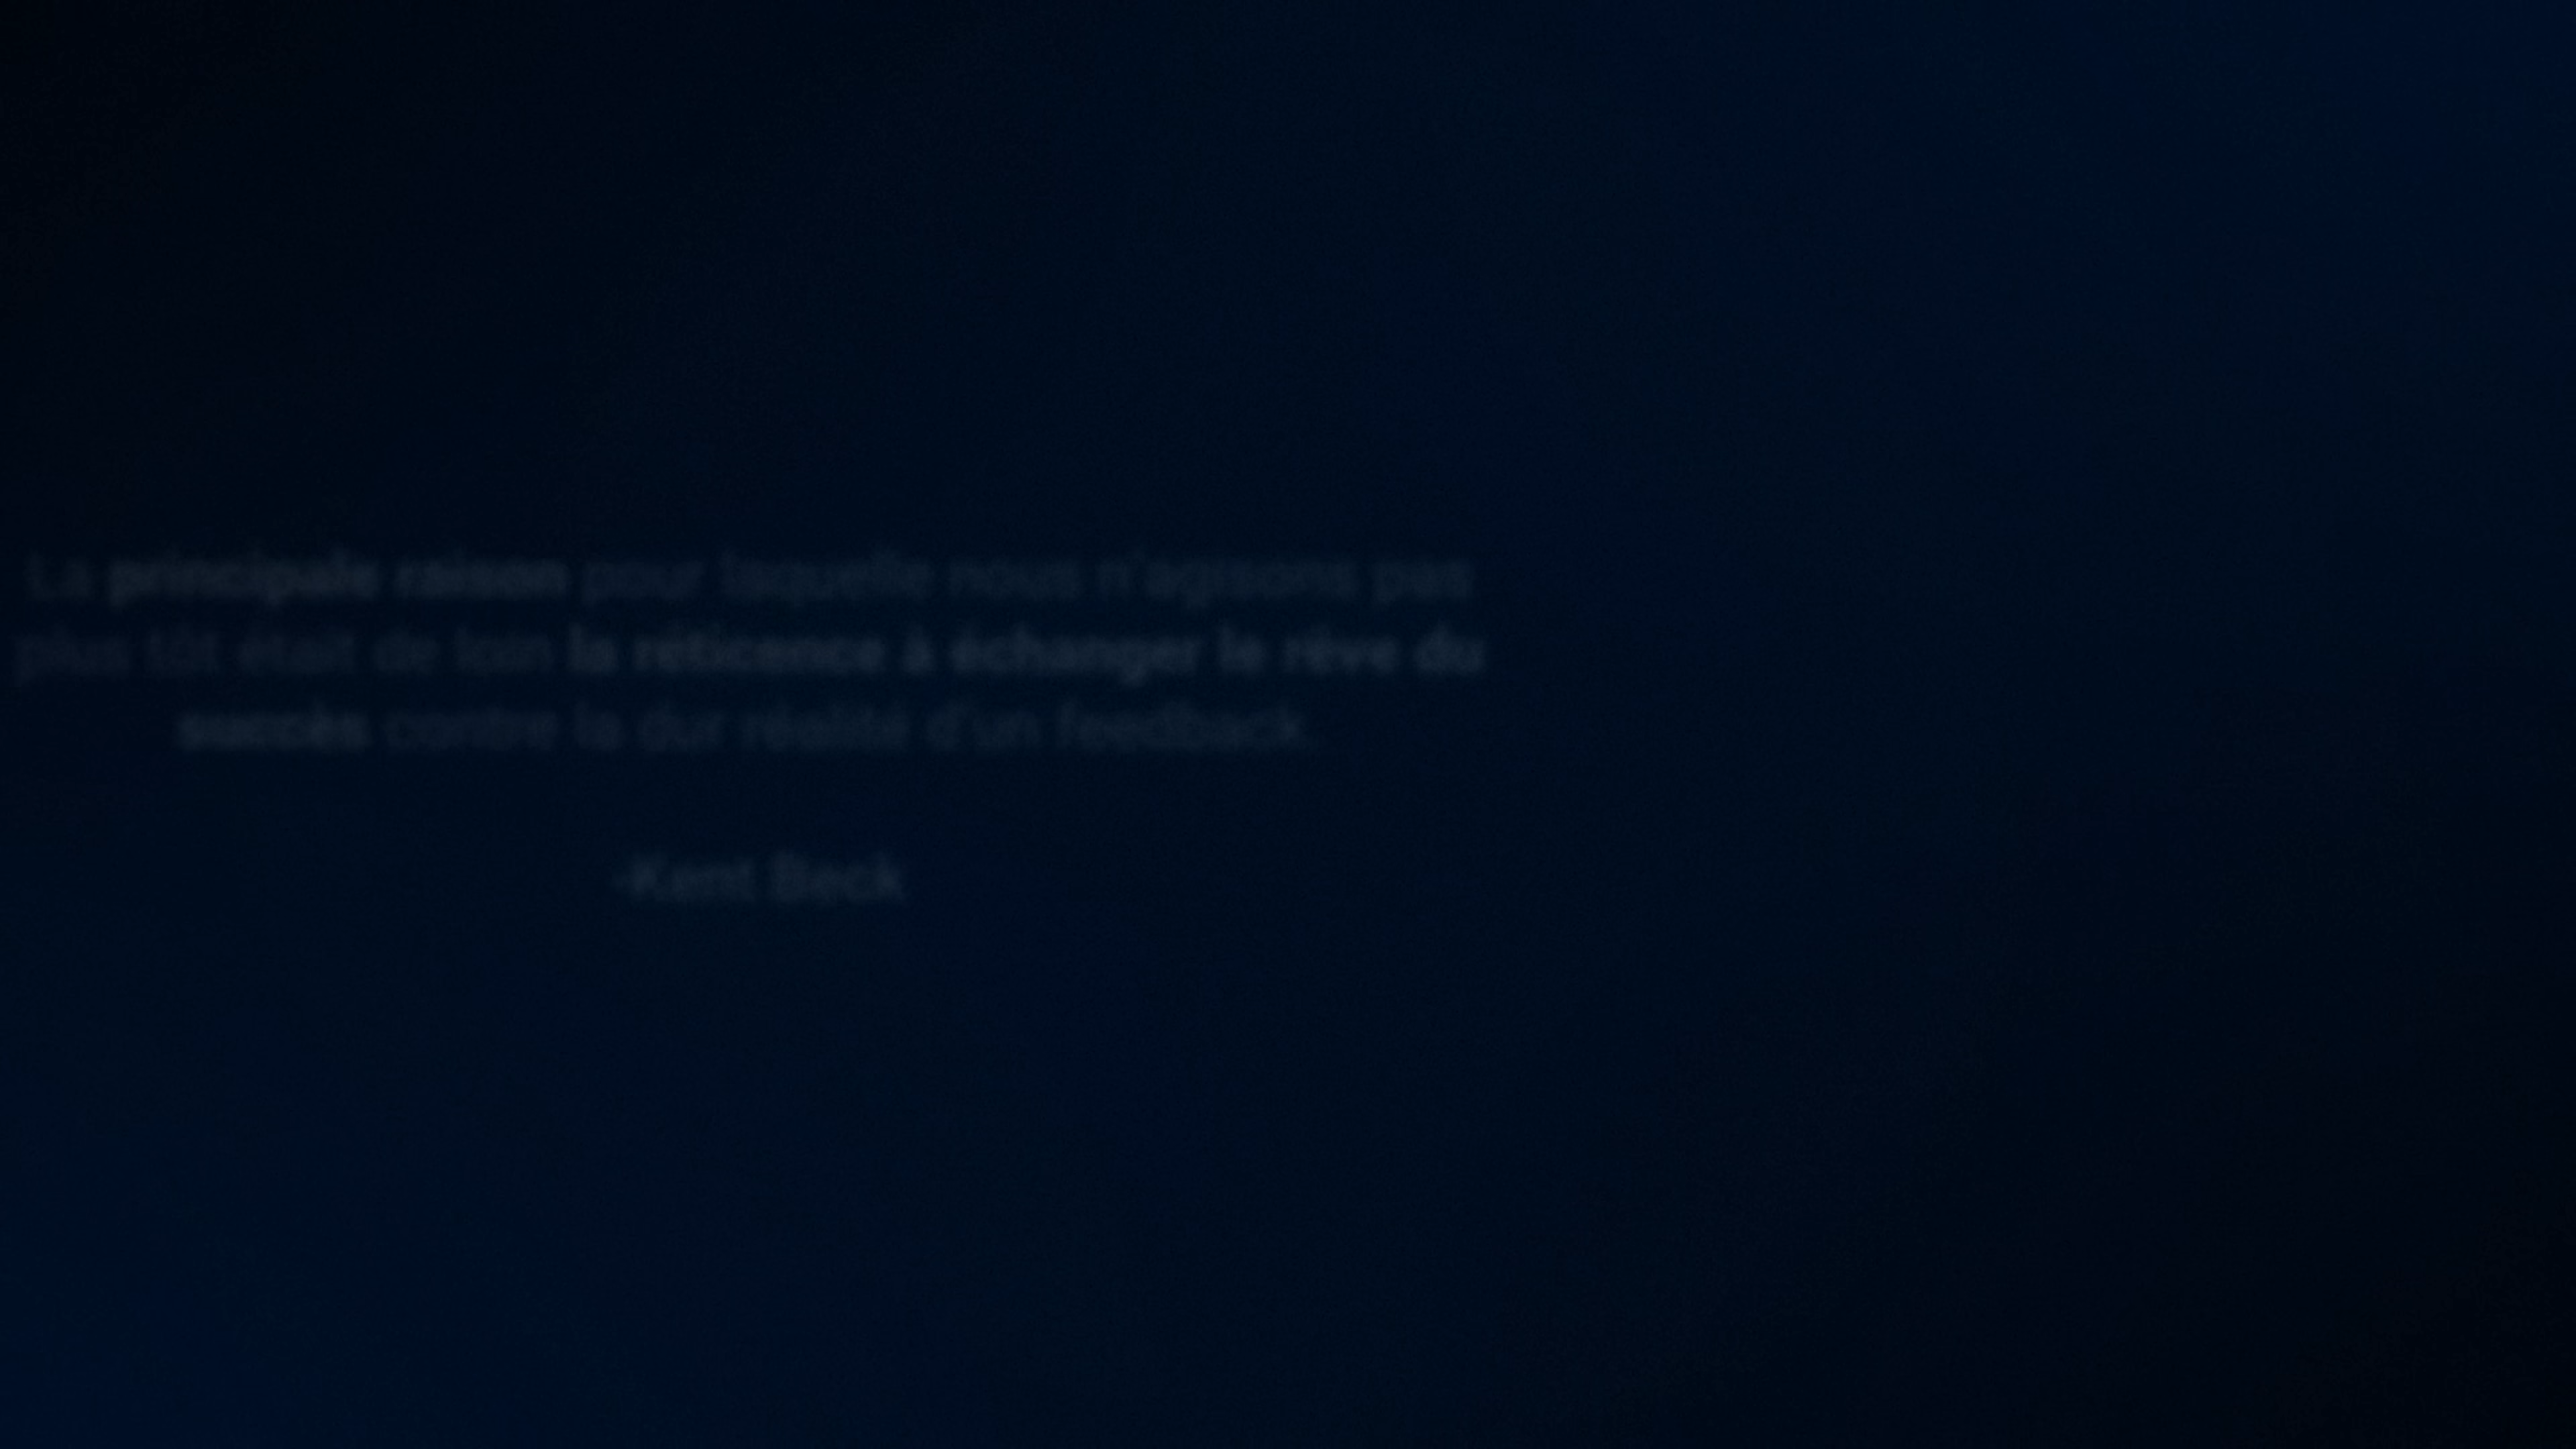 La principale raison pour laquelle nous n'agisons pas
plus tôt était de loin la réticence à échanger le rêve du
succès contre la dur réalité d'un feedback.
-Kent Beck